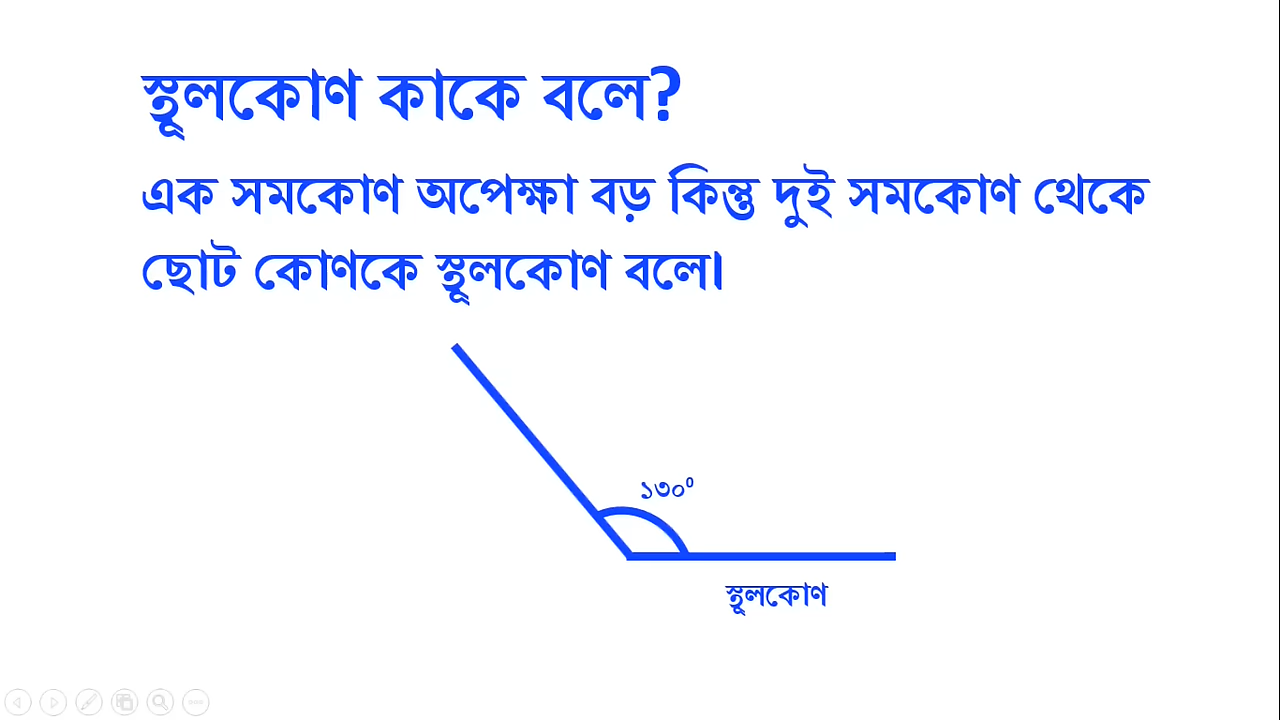 স্থূলকোণ কাকে বলে?
এক সমকোণ অপেক্ষা বড় কিন্তু দুই সমকোণ থেকে
ছোট কোণকে স্থূলকোণ বলে।
১৩০⁰
স্থূলকোণ